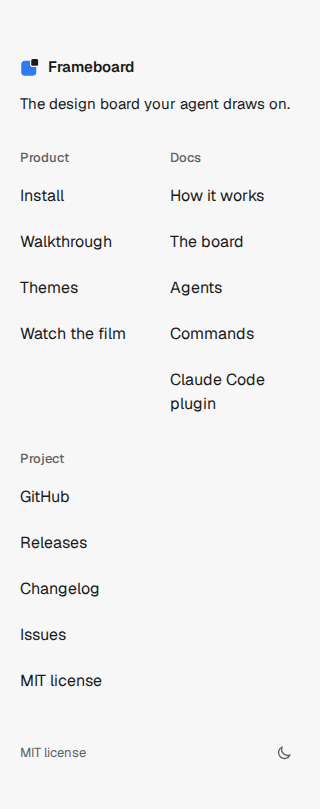 Frameboard
The design board your agent draws on.
Product
Install
Walkthrough
Themes
Watch the film
Docs
How it works
The board
Agents
Commands
Claude Code
plugin
Project
GitHub
Releases
Changelog
Issues
MIT license
MIT license